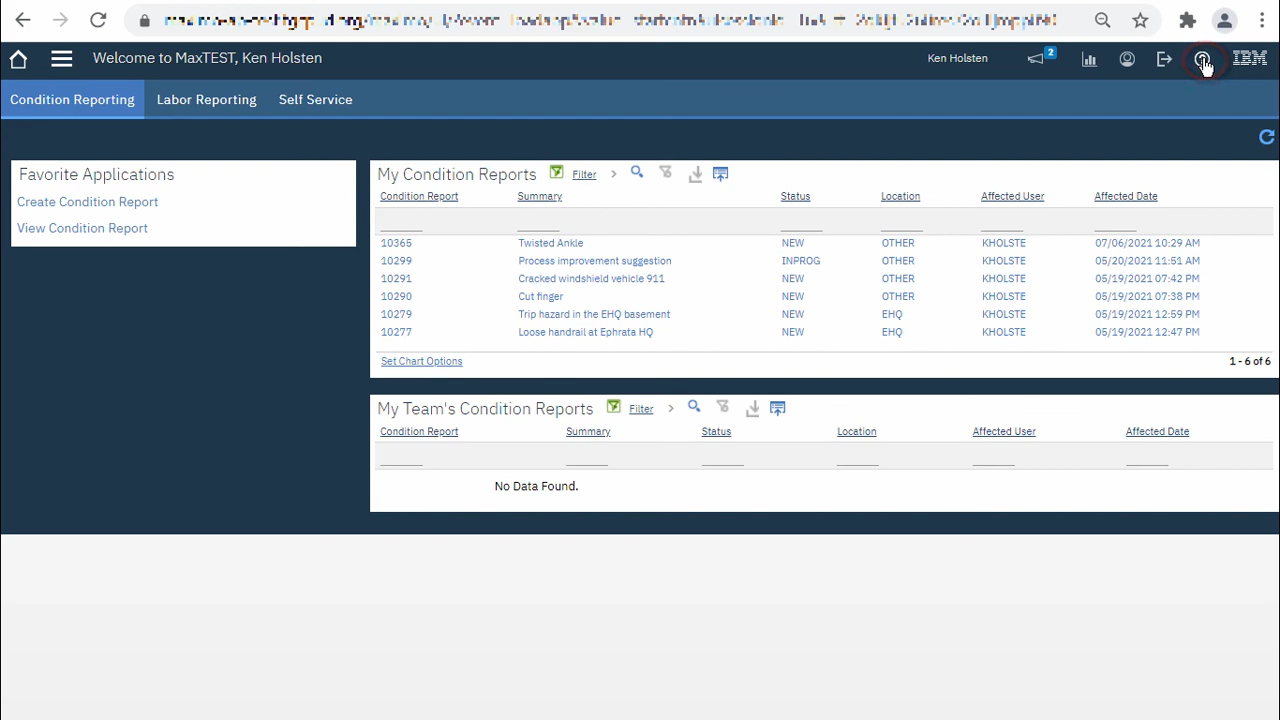 Welcome to MaxTEST, Ken Holsten
Ken Holsten
2
IBM
Condition Reporting
Labor Reporting
Self Service
Favorite Applications
Create Condition Report
View Condition Report
My Condition Reports Filter
Condition Report Summary Status Location Affected User Affected Date
10365 Twisted Ankle NEW OTHER KHOLSTE 07/06/2021 10:29 AM
10299 Process improvement suggestion INPROG OTHER KHOLSTE 05/20/2021 11:51 AM
10291 Cracked windshield vehicle 911 NEW OTHER KHOLSTE 05/19/2021 07:42 PM
10290 Cut finger NEW OTHER KHOLSTE 05/19/2021 07:38 PM
10279 Trip hazard in the EHQ basement NEW EHQ KHOLSTE 05/19/2021 12:59 PM
10277 Loose handrail at Ephrata HQ NEW EHQ KHOLSTE 05/19/2021 12:47 PM
Set Chart Options
1 - 6 of 6
My Team's Condition Reports Filter
Condition Report Summary Status Location Affected User Affected Date
No Data Found.